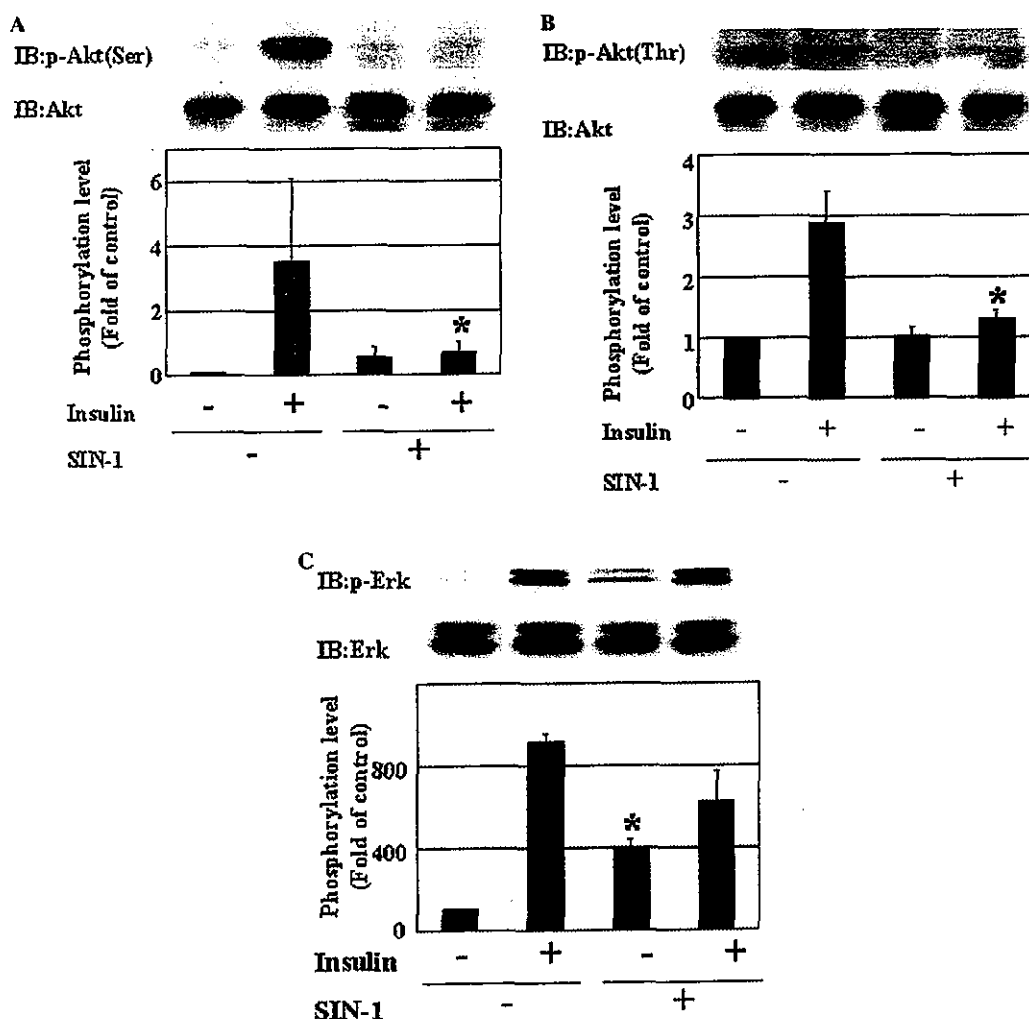 A
IB:p-Akt(Ser)
IB:Akt
Phosphorylation level
(Fold of control)
6
4
2
0
*
Insulin - + - +
SIN-1 - +
B
IB:p-Akt(Thr)
IB:Akt
Phosphorylation level
(Fold of control)
4
3
2
1
0
*
Insulin - + - +
SIN-1 - +
C
IB:p-Erk
IB:Erk
Phosphorylation level
(Fold of control)
800
400
0
*
Insulin - + - +
SIN-1 - +